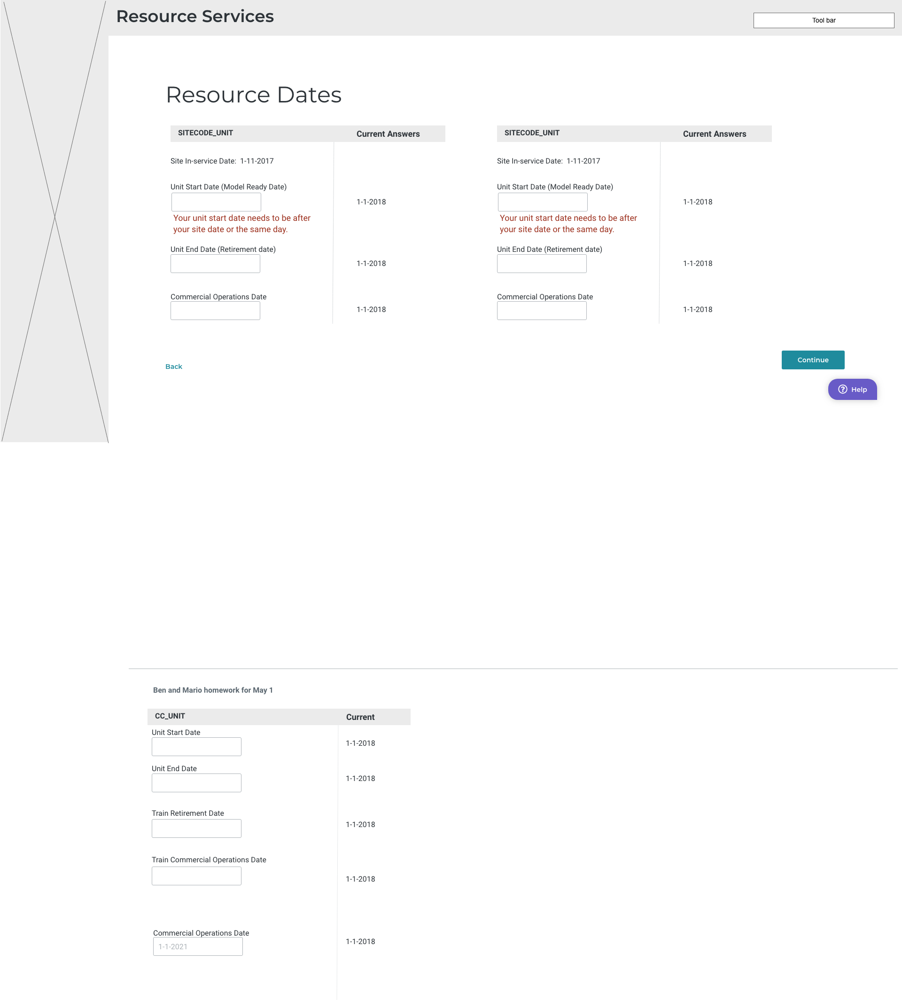 Resource Services
Tool bar
Resource Dates
SITECODE_UNIT Current Answers
Site In-service Date: 1-11-2017
Unit Start Date (Model Ready Date)
1-1-2018
Your unit start date needs to be after
your site date or the same day.
Unit End Date (Retirement date)
1-1-2018
Commercial Operations Date
1-1-2018
SITECODE_UNIT Current Answers
Site In-service Date: 1-11-2017
Unit Start Date (Model Ready Date)
1-1-2018
Your unit start date needs to be after
your site date or the same day.
Unit End Date (Retirement date)
1-1-2018
Commercial Operations Date
1-1-2018
Back
Continue
Help
Ben and Mario homework for May 1
CC_UNIT Current
Unit Start Date
1-1-2018
Unit End Date
1-1-2018
Train Retirement Date
1-1-2018
Train Commercial Operations Date
1-1-2018
Commercial Operations Date
1-1-2021
1-1-2018